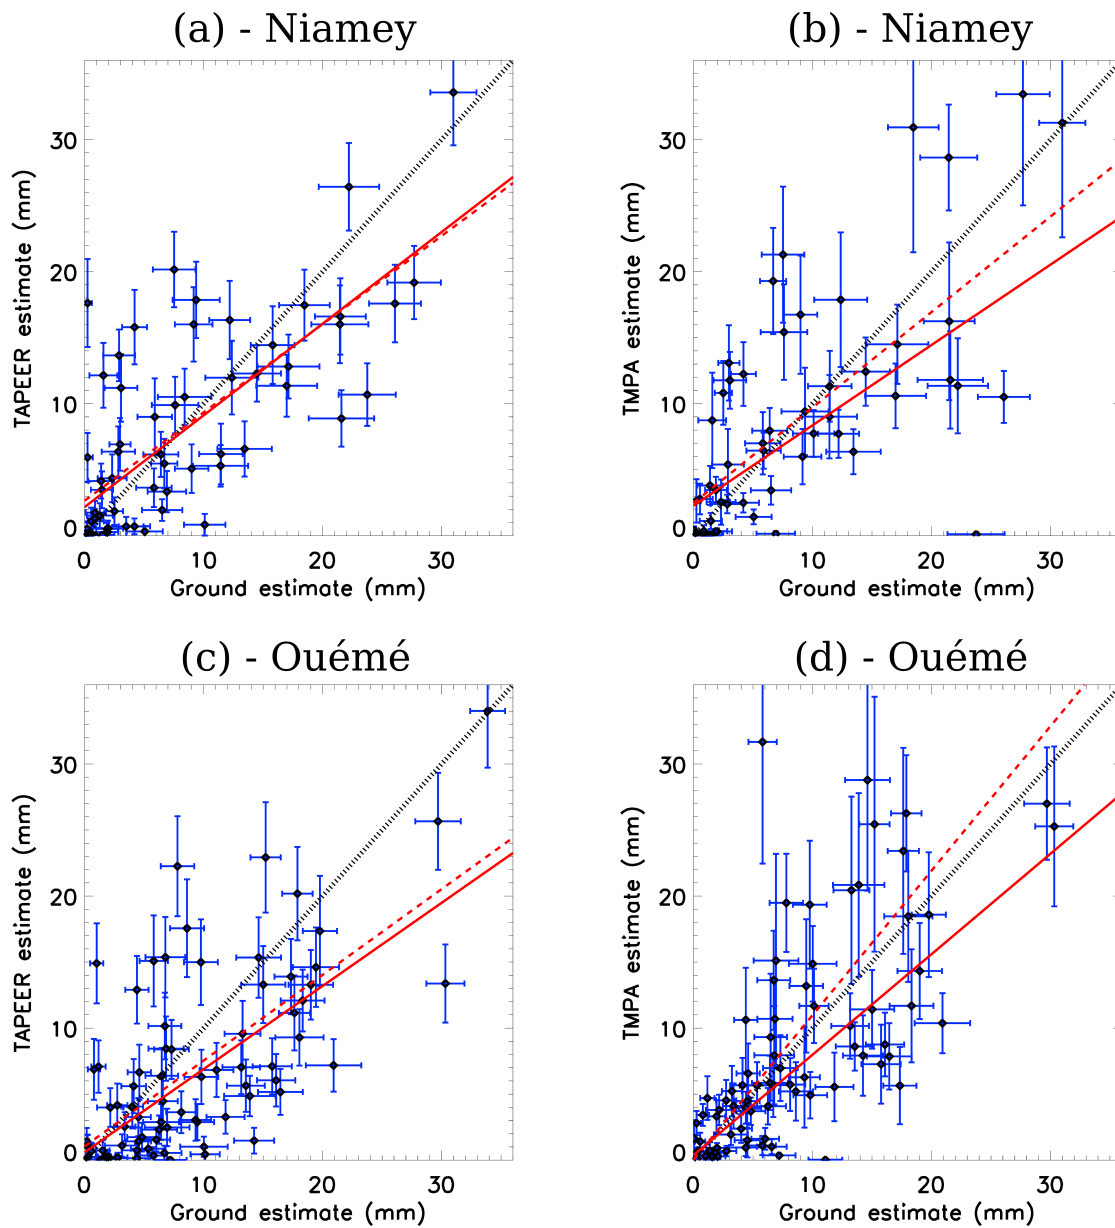 (a) - Niamey
(b) - Niamey
TAPEER estimate (mm)
30
20
10
0
0 10 20 30
Ground estimate (mm)
TMPA estimate (mm)
30
20
10
0
0 10 20 30
Ground estimate (mm)
(c) - Ouémé
(d) - Ouémé
TAPEER estimate (mm)
30
20
10
0
0 10 20 30
Ground estimate (mm)
TMPA estimate (mm)
30
20
10
0
0 10 20 30
Ground estimate (mm)